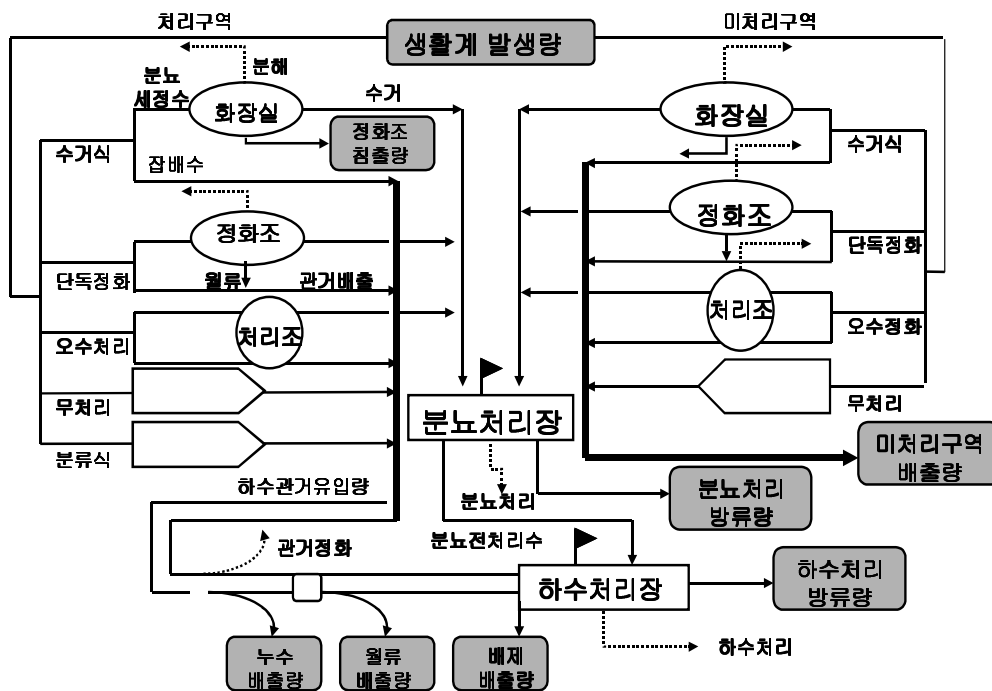 처리구역
생활계 발생량
미처리구역
분해
분뇨
세정수
화장실
수거
화장실
정화조
침출량
수거식
잡배수
수거식
정화조
정화조
단독정화
월류
관거배출
단독정화
처리조
처리조
오수처리
오수정화
무처리
무처리
분뇨처리장
분류식
미처리구역
배출량
하수관거유입량
분뇨처리
분뇨처리
방류량
관거정화
분뇨전처리수
하수처리장
하수처리
방류량
하수처리
누수
배출량
월류
배출량
배제
배출량